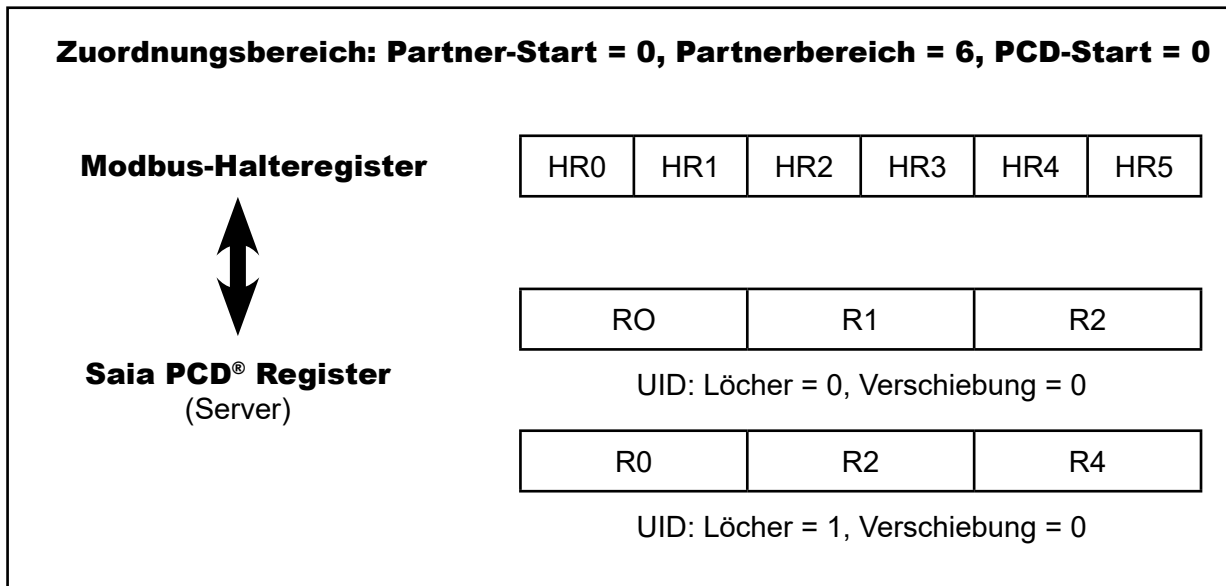 Zuordnungsbereich: Partner-Start = 0, Partnerbereich = 6, PCD-Start = 0
Modbus-Halteregister
HR0 HR1 HR2 HR3 HR4 HR5
RO R1 R2
Saia PCD® Register
(Server)
UID: Löcher = 0, Verschiebung = 0
R0 R2 R4
UID: Löcher = 1, Verschiebung = 0